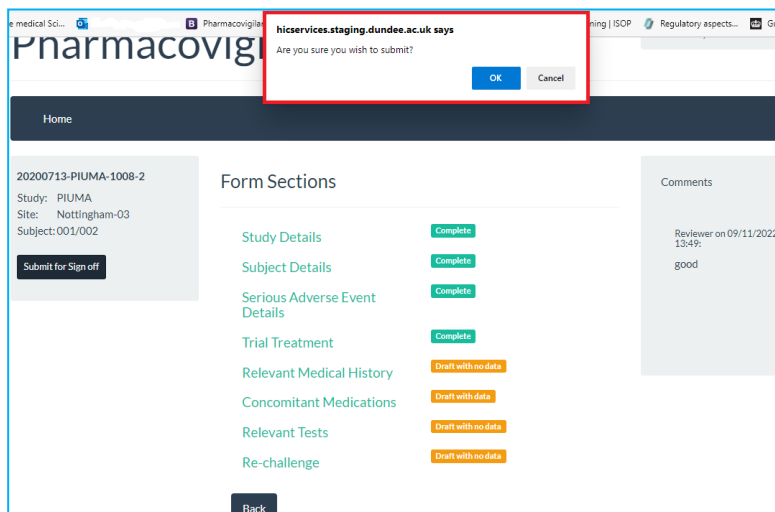 e medical Sci...
Pharmacovigilan
ning | ISOP
Regulatory aspects...
Pharmacovigi
hicservices.staging.dundee.ac.uk says
Are you sure you wish to submit?
OK
Cancel
Home
20200713-PIUMA-1008-2
Study: PIUMA
Site: Nottingham-03
Subject: 001/002
Submit for Sign off
Form Sections
Study Details Complete
Subject Details Complete
Serious Adverse Event Complete
Details
Trial Treatment Complete
Relevant Medical History Draft with no data
Concomitant Medications Draft with data
Relevant Tests Draft with no data
Re-challenge Draft with no data
Back
Comments
Reviewer on 09/11/2022
13:49:
good